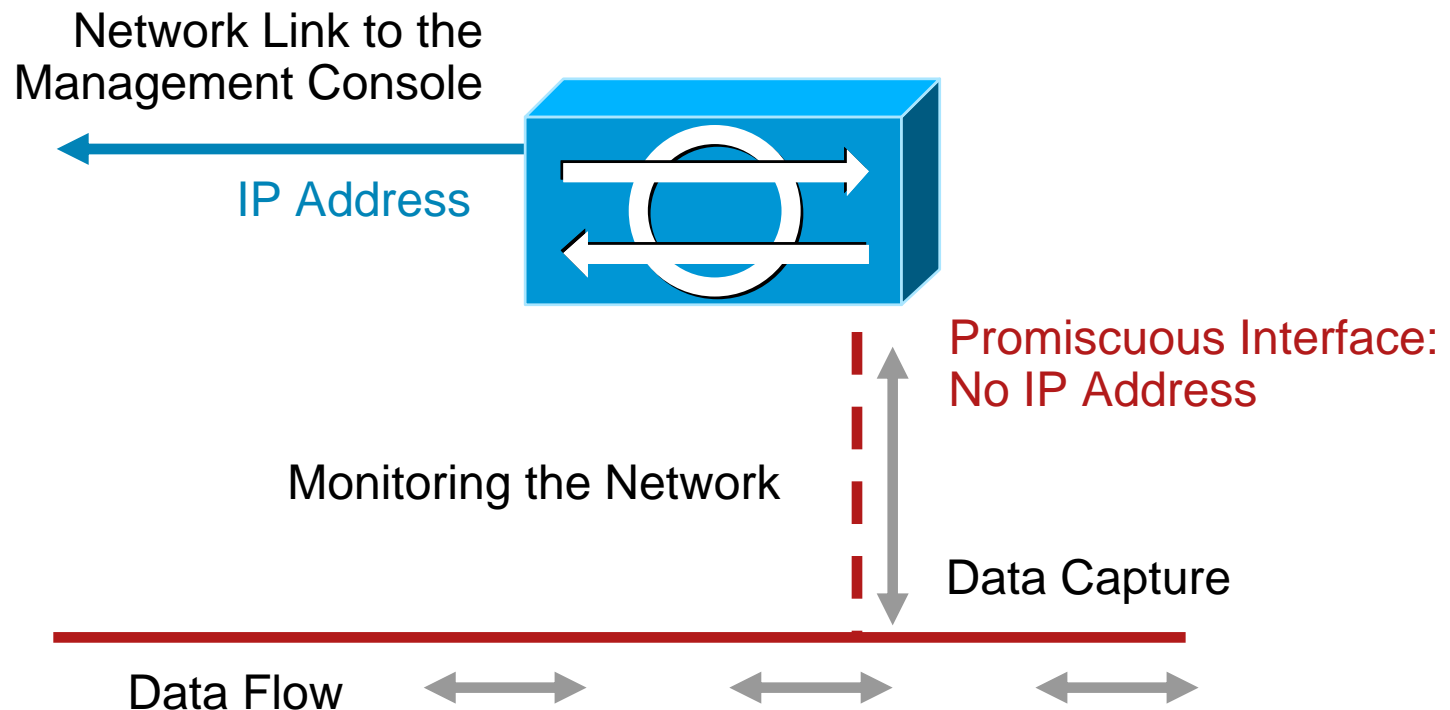 Network Link to the
Management Console
IP Address
Promiscuous Interface:
No IP Address
Monitoring the Network
Data Capture
Data Flow